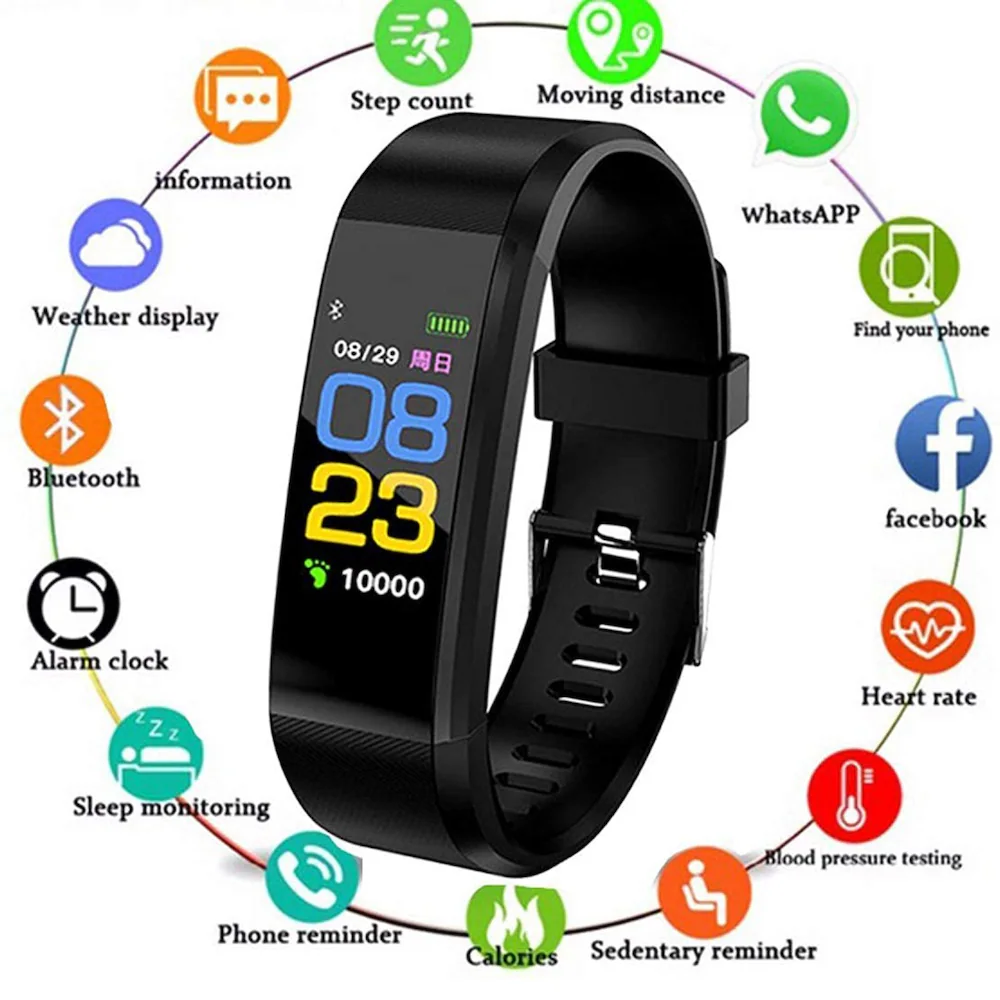 Step count
Moving distance
information
WhatsAPP
Weather display
Find your phone
08/29 周日
08
23
10000
Bluetooth
facebook
Alarm clock
Heart rate
Sleep monitoring
Blood pressure testing
Phone reminder
Calories
Sedentary reminder
z Z z